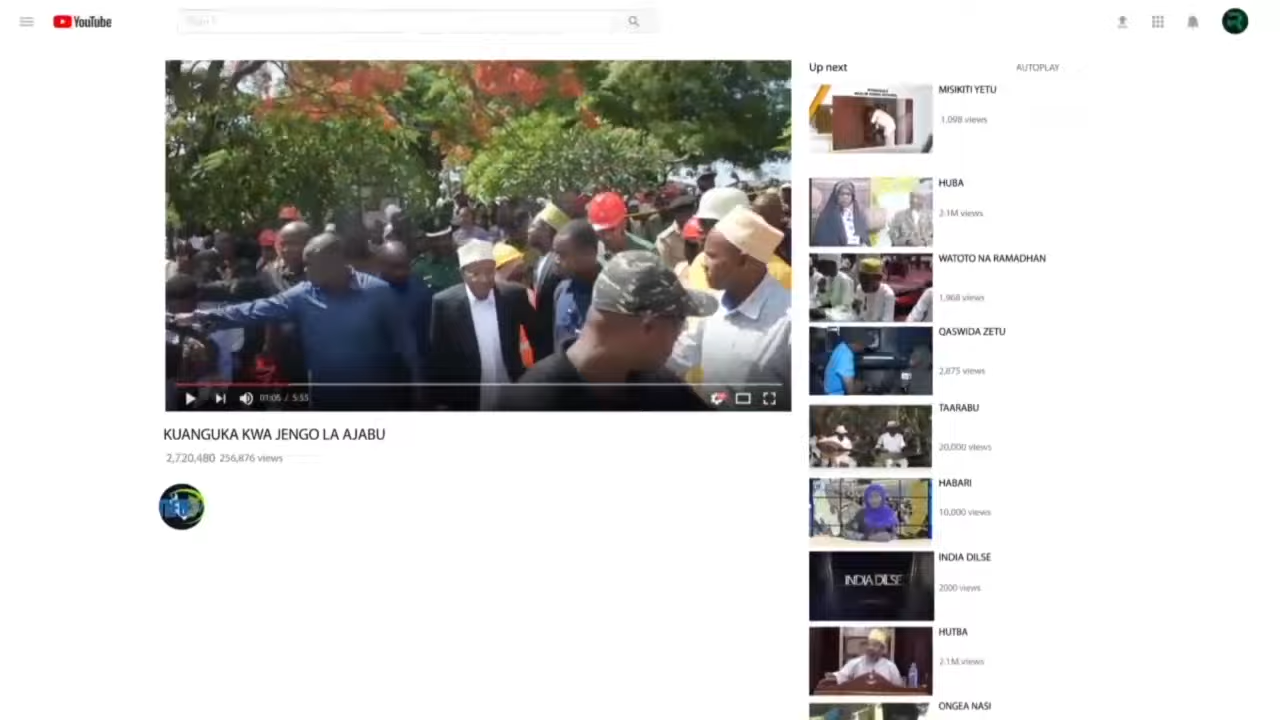 YouTube
01:05 / 5:55
KUANGUKA KWA JENGO LA AJABU
2,720,480 256,876 views
Up next
AUTOPLAY
MISIKITI YETU
1,098 views
HUBA
2.1M views
WATOTO NA RAMADHAN
1,968 views
QASWIDA ZETU
2,875 views
TAARABU
20,000 views
HABARI
10,000 views
INDIA DILSE
INDIA DILSE
2000 views
HUTBA
2.1M views
ONGEA NASI